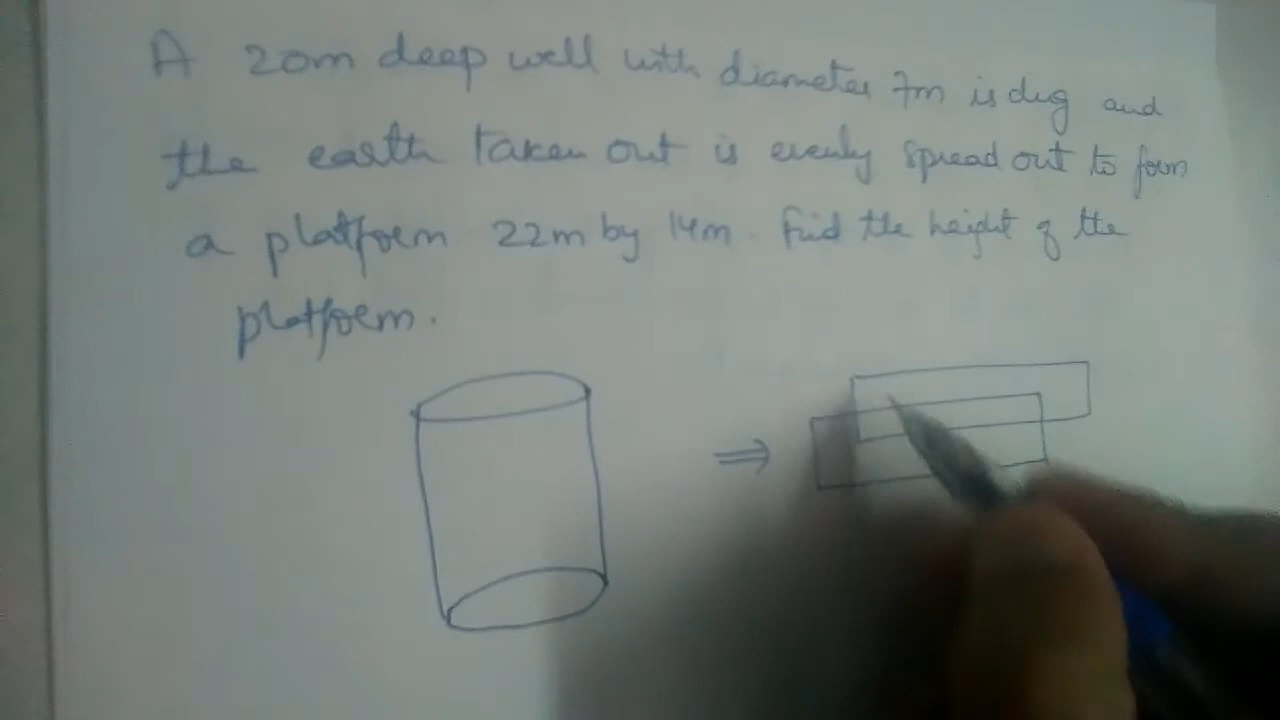 A 20m deep well with diameter 7m is dug and
the earth taken out is evenly spread out to form
a platform 22m by 14m. Find the height of the
platform.